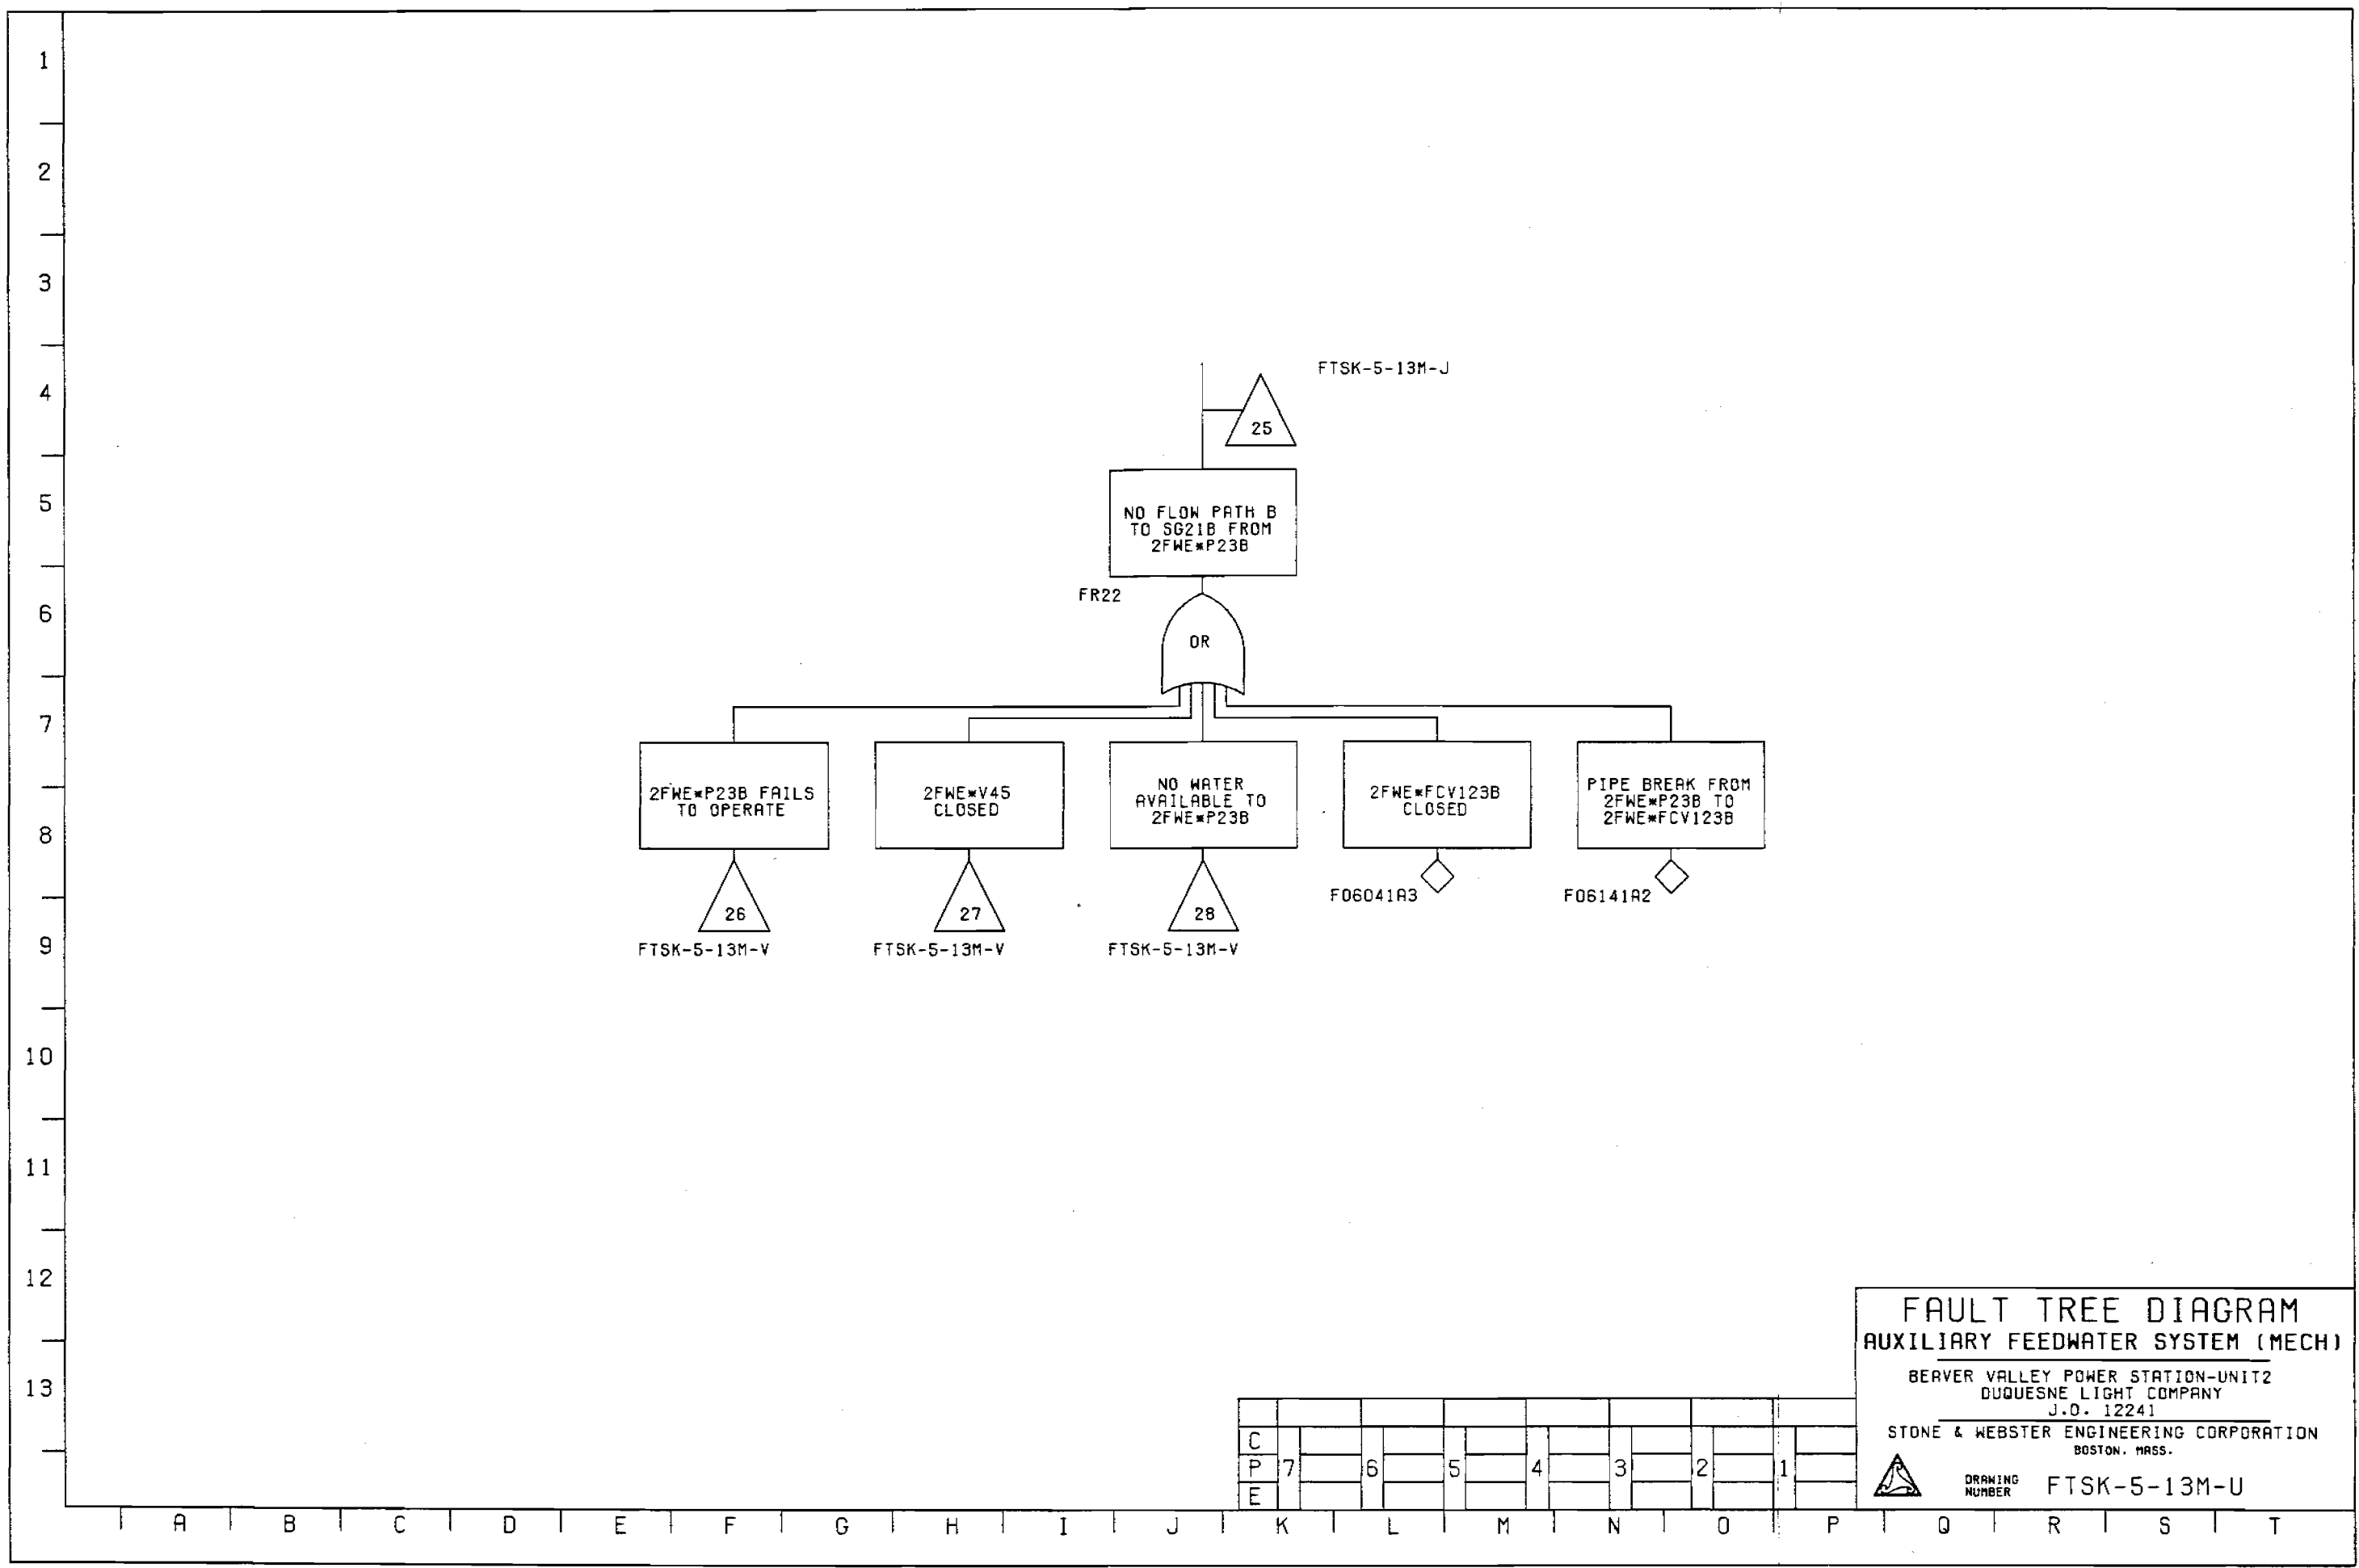 1
2
3
4
5
6
7
8
9
10
11
12
13
FTSK-5-13M-J
25
NO FLOW PATH B
TO SG21B FROM
2FWE*P23B
FR22
OR
2FWE*P23B FAILS
TO OPERATE
2FWE*V45
CLOSED
NO WATER
AVAILABLE TO
2FWE*P23B
2FWE*FCV123B
CLOSED
PIPE BREAK FROM
2FWE*P23B TO
2FWE*FCV123B
26
27
28
F06041A3
F06141A2
FTSK-5-13M-V
FTSK-5-13M-V
FTSK-5-13M-V
FAULT TREE DIAGRAM
AUXILIARY FEEDWATER SYSTEM (MECH)
BEAVER VALLEY POWER STATION-UNIT2
DUQUESNE LIGHT COMPANY
J.O. 12241
STONE & WEBSTER ENGINEERING CORPORATION
BOSTON. MASS.
DRAWING
NUMBER
FTSK-5-13M-U
C
P 7 6 5 4 3 2 1
E
A B C D E F G H I J K L M N O P Q R S T